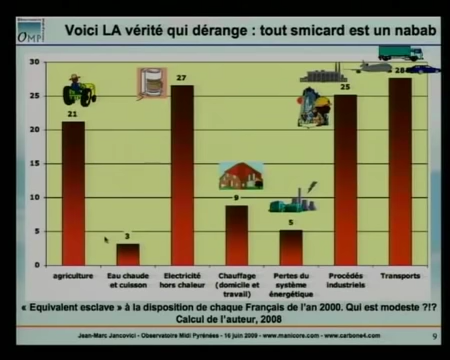 OMP
Voici LA vérité qui dérange : tout smicard est un nabab
30
25
20
15
10
5
0
21
3
27
9
5
25
28
agriculture
Eau chaude
et cuisson
Electricité
hors chaleur
Chauffage
(domicile et
travail)
Pertes du
système
énergétique
Procédés
industriels
Transports
« Equivalent esclave » à la disposition de chaque Français de l'an 2000. Qui est modeste ?!?
Calcul de l'auteur, 2008
Jean-Marc Jancovici - Observatoire Midi Pyrénées - 16 juin 2009 - www.manicore.com - www.carbone4.com
9